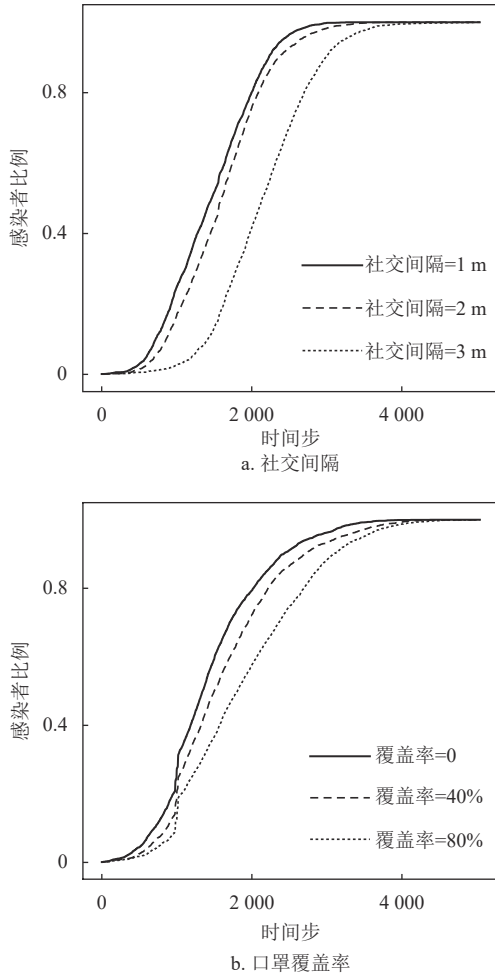 0.8
0.4
0
感染者比例
社交间隔=1 m
社交间隔=2 m
社交间隔=3 m
0
2 000
4 000
时间步
a. 社交间隔
0.8
0.4
0
感染者比例
覆盖率=0
覆盖率=40%
覆盖率=80%
0
2 000
4 000
时间步
b. 口罩覆盖率